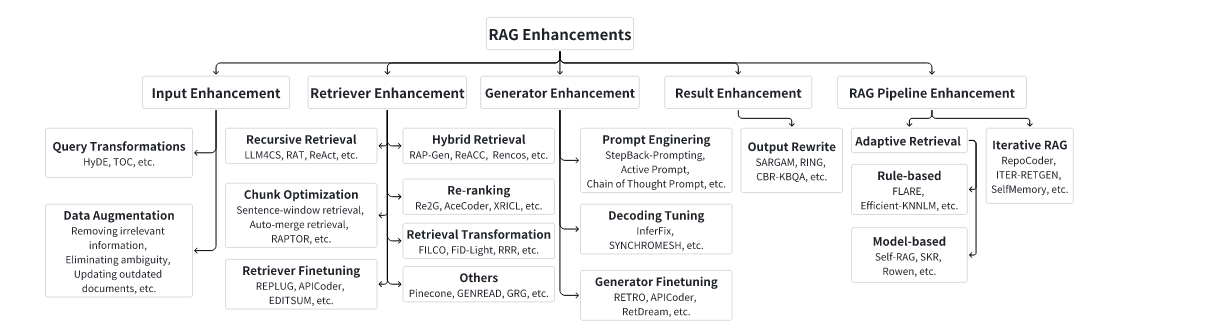 RAG Enhancements
Input Enhancement
Retriever Enhancement
Generator Enhancement
Result Enhancement
RAG Pipeline Enhancement
Query Transformations
HyDE, TOC, etc.
Data Augmentation
Removing irrelevant
information,
Eliminating ambiguity,
Updating outdated
documents, etc.
Recursive Retrieval
LLM4CS, RAT, ReAct, etc.
Chunk Optimization
Sentence-window retrieval,
Auto-merge retrieval,
RAPTOR, etc.
Retriever Finetuning
REPLUG, APICoder,
EDITSUM, etc.
Hybrid Retrieval
RAP-Gen, ReACC, Rencos, etc.
Re-ranking
Re2G, AceCoder, XRICL, etc.
Retrieval Transformation
FILCO, FiD-Light, RRR, etc.
Others
Pinecone, GENREAD, GRG, etc.
Prompt Enginering
StepBack-Prompting,
Active Prompt,
Chain of Thought Prompt, etc.
Decoding Tuning
InferFix,
SYNCHROMESH, etc.
Generator Finetuning
RETRO, APICoder,
RetDream, etc.
Output Rewrite
SARGAM, RING,
CBR-KBQA, etc.
Adaptive Retrieval
Rule-based
FLARE,
Efficient-KNNLM, etc.
Model-based
Self-RAG, SKR,
Rowen, etc.
Iterative RAG
RepoCoder,
ITER-RETGEN,
SelfMemory, etc.